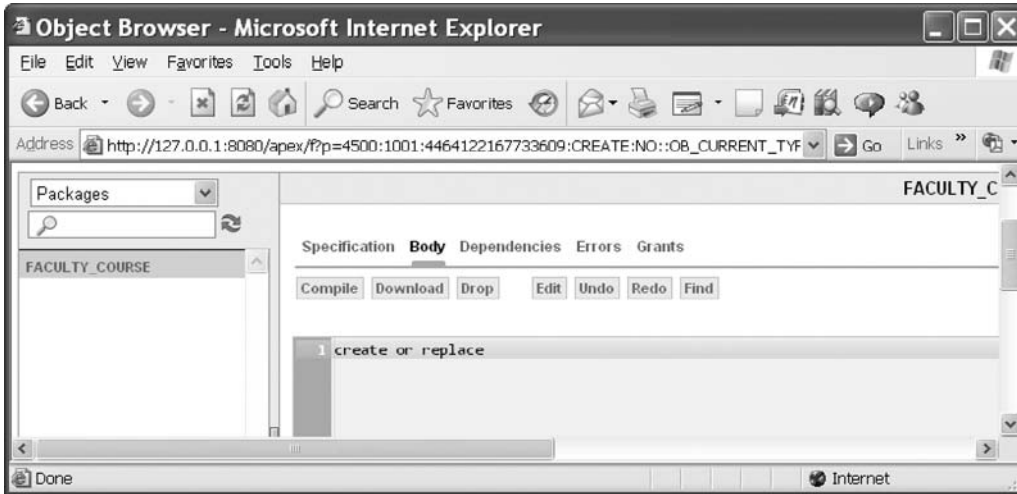 Object Browser - Microsoft Internet Explorer
File Edit View Favorites Tools Help
Back Search Favorites
Address http://127.0.0.1:8080/apex/f?p=4500:1001:4464122167733609:CREATE:NO::OB_CURRENT_TYF Go Links »
Packages
FACULTY_C
Specification Body Dependencies Errors Grants
FACULTY_COURSE
Compile Download Drop Edit Undo Redo Find
1 create or replace
Done Internet